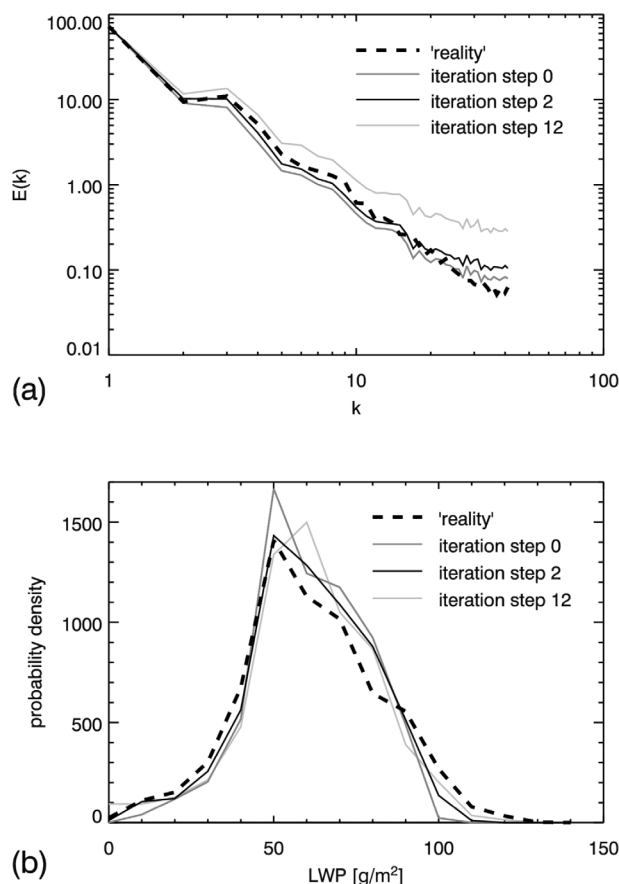 100.00
10.00
1.00
0.10
0.01
E(k)
'reality'
iteration step 0
iteration step 2
iteration step 12
1
10
100
k
(a)
1500
1000
500
0
probability density
'reality'
iteration step 0
iteration step 2
iteration step 12
0
50
100
150
LWP [g/m²]
(b)